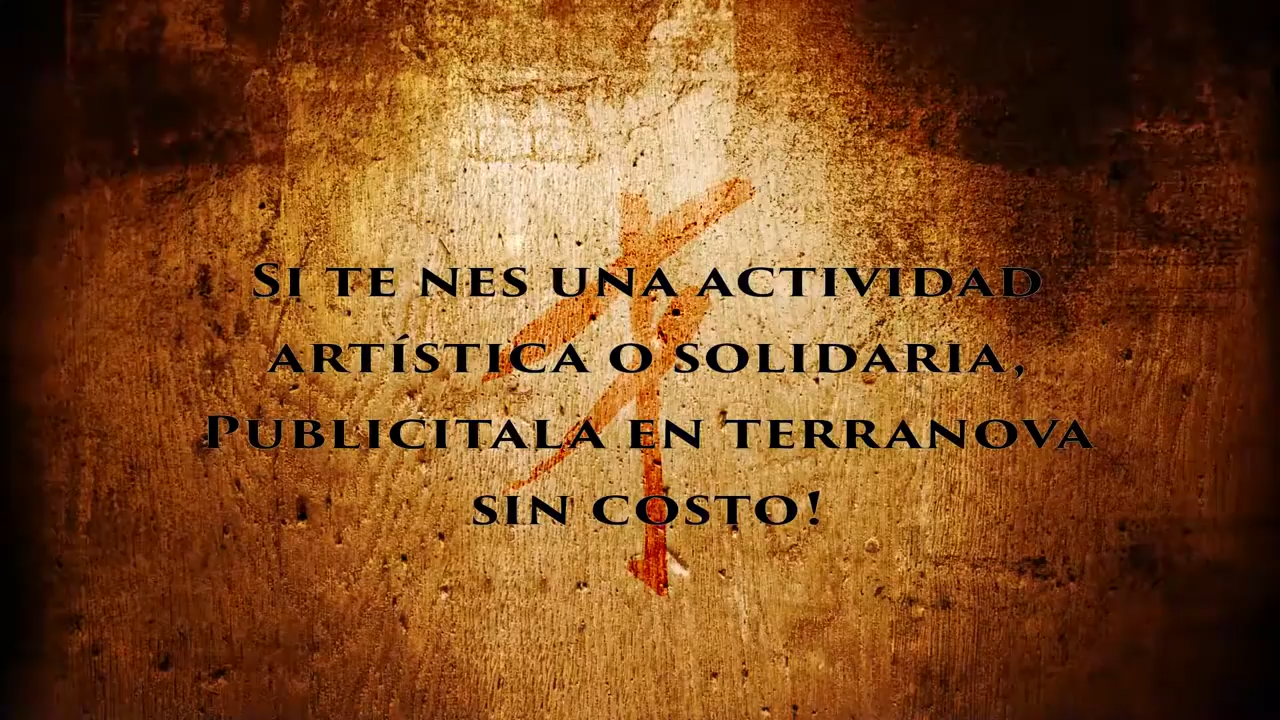 Si te nes una actividad
artística o solidaria,
Publicitala en terranova
sin costo!